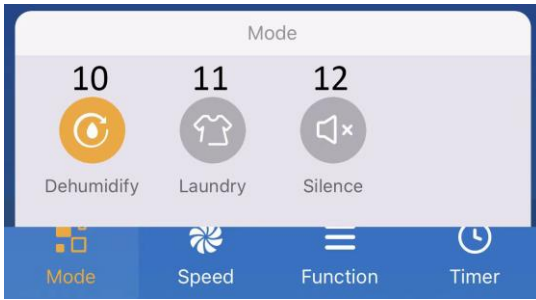 Mode
10 11 12
Dehumidify Laundry Silence
Mode Speed Function Timer